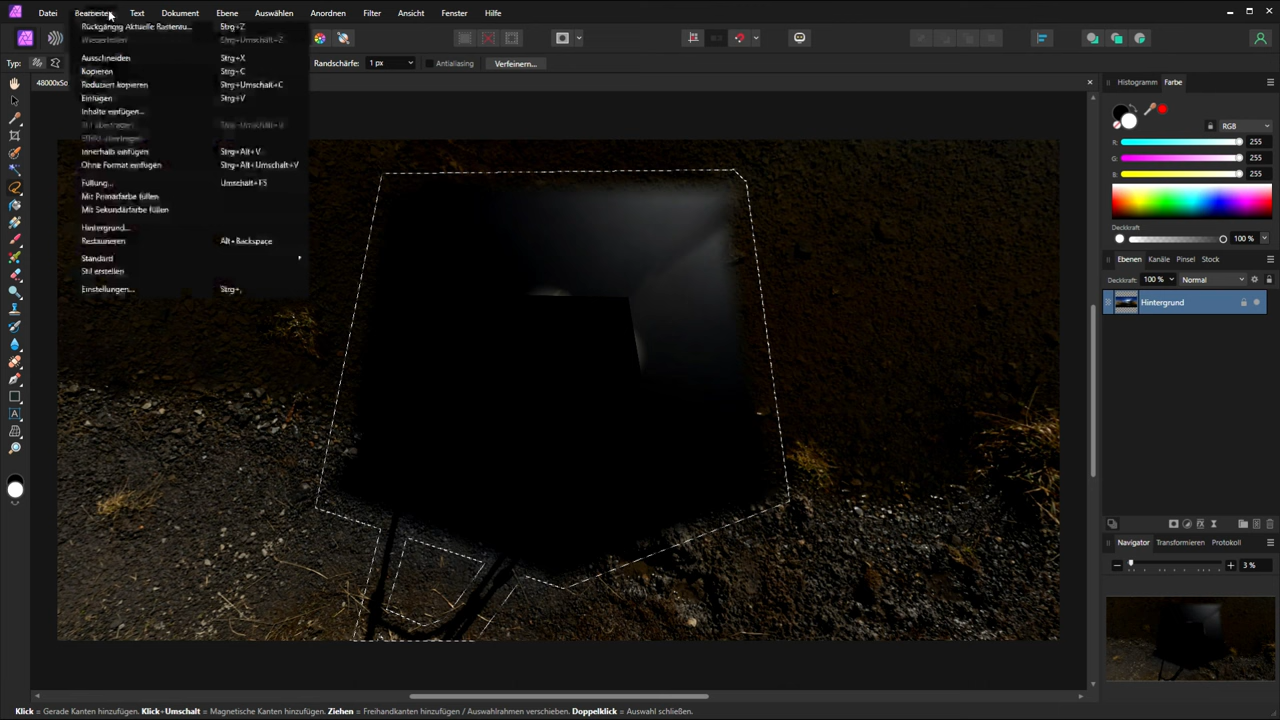 Datei Bearbeiten Text Dokument Ebene Auswählen Anordnen Filter Ansicht Fenster Hilfe
Typ: Randschärfe: 1 px Antialiasing Verfeinern...
48000x5o
Rückgängig Aktuelle Rasterau... Strg+Z
Wiederholen Strg+Umschalt+Z
Ausschneiden Strg+X
Kopieren Strg+C
Reduziert kopieren Strg+Umschalt+C
Einfügen Strg+V
Inhalte einfügen...
Innerhalb einfügen Strg+Alt+V
Ohne Format einfügen Strg+Alt+Umschalt+V
Füllung... Umschalt+F5
Mit Primärfarbe füllen
Mit Sekundärfarbe füllen
Hintergrund...
Restaurieren Alt+Backspace
Standard
Stil erstellen
Einstellungen... Strg+,
Histogramm Farbe
RGB
R: 255
G: 255
B: 255
Deckkraft
100 %
Ebenen Kanäle Pinsel Stock
Deckkraft: 100 % Normal
Hintergrund
Navigator Transformieren Protokoll
3 %
Klick = Gerade Kanten hinzufügen. Klick+Umschalt = Magnetische Kanten hinzufügen. Ziehen = Freihandkanten hinzufügen / Auswahlrahmen verschieben. Doppelklick = Auswahl schließen.